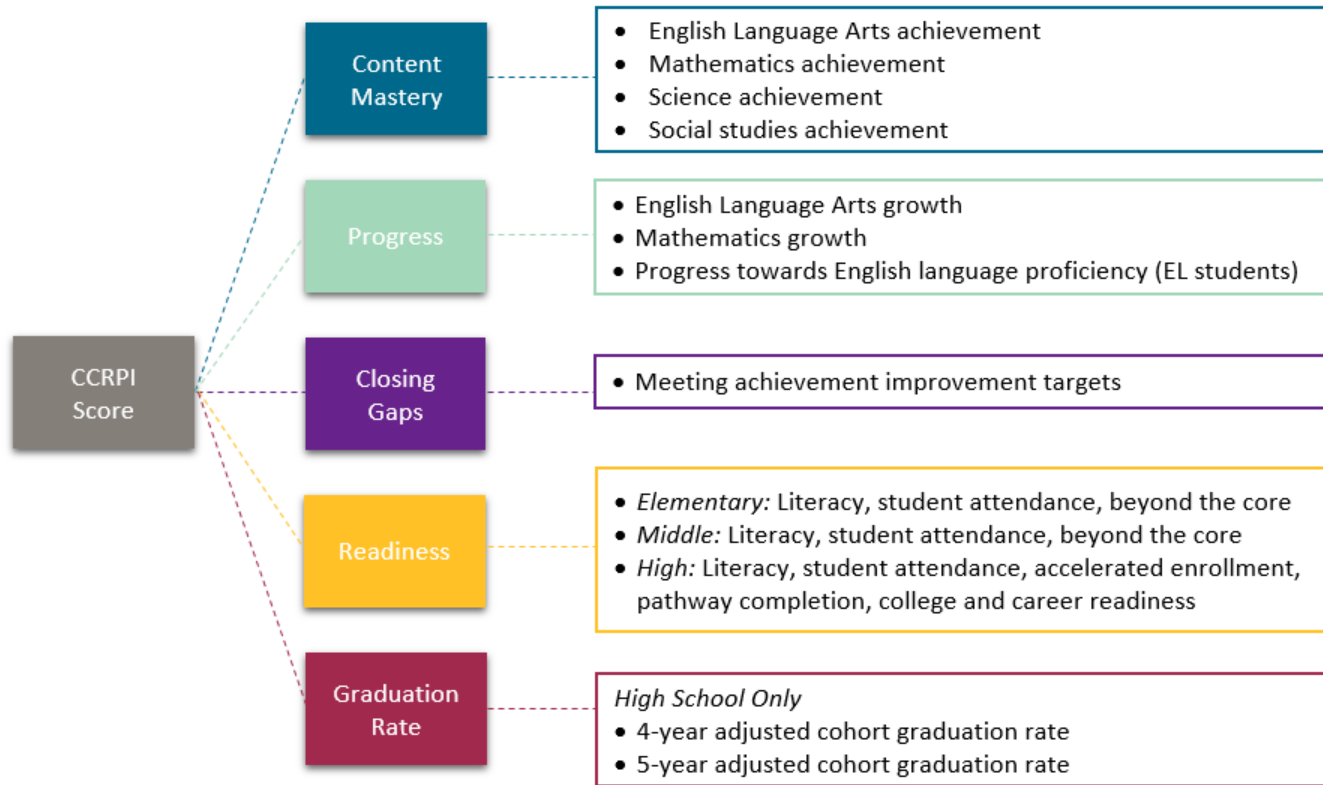 CCRPI
Score
Content
Mastery
• English Language Arts achievement
• Mathematics achievement
• Science achievement
• Social studies achievement
Progress
• English Language Arts growth
• Mathematics growth
• Progress towards English language proficiency (EL students)
Closing
Gaps
• Meeting achievement improvement targets
Readiness
• Elementary: Literacy, student attendance, beyond the core
• Middle: Literacy, student attendance, beyond the core
• High: Literacy, student attendance, accelerated enrollment,
pathway completion, college and career readiness
Graduation
Rate
High School Only
• 4-year adjusted cohort graduation rate
• 5-year adjusted cohort graduation rate